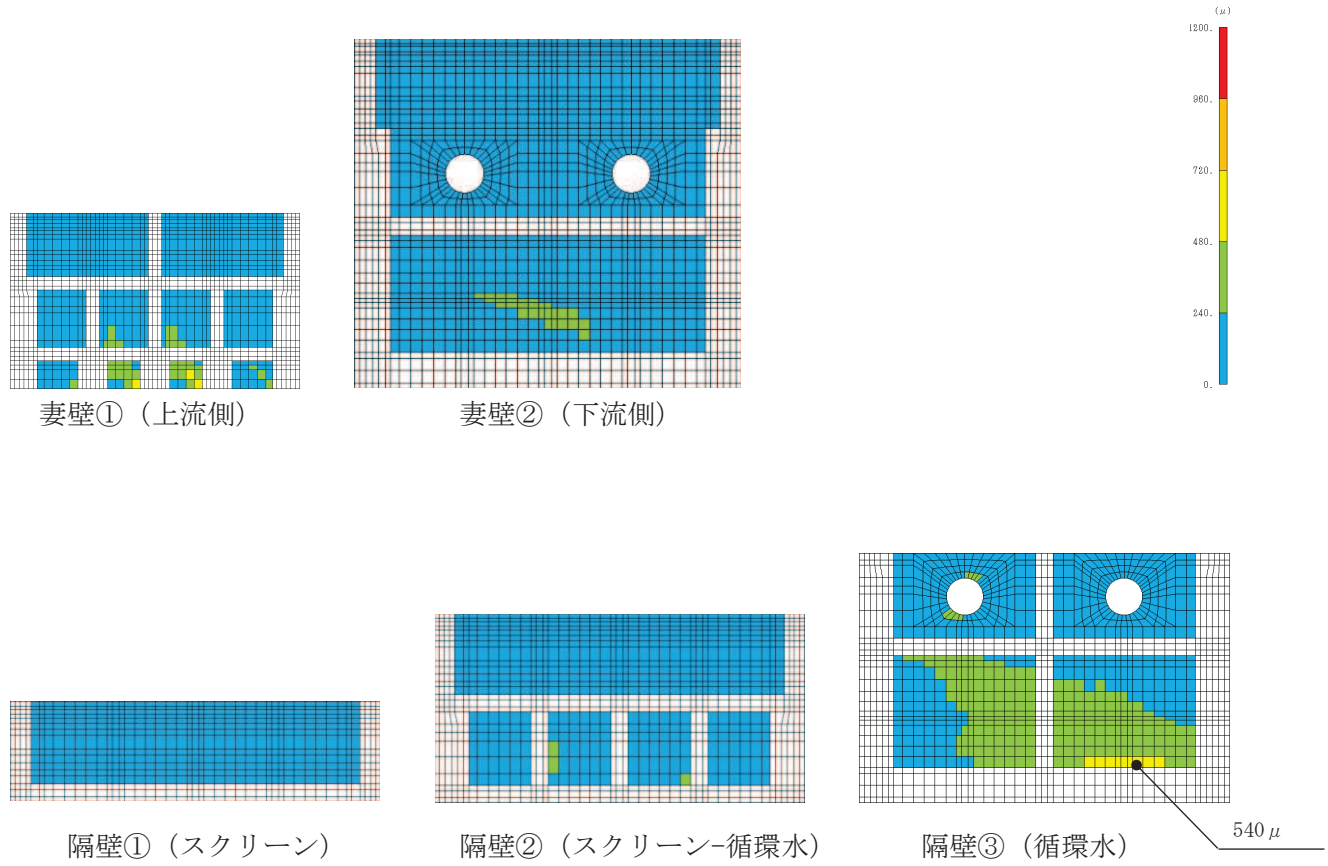 (μ)
1200.
960.
720.
480.
240.
0.
妻壁①（上流側）
妻壁②（下流側）
隔壁①（スクリーン）
隔壁②（スクリーン-循環水）
隔壁③（循環水）
540μ